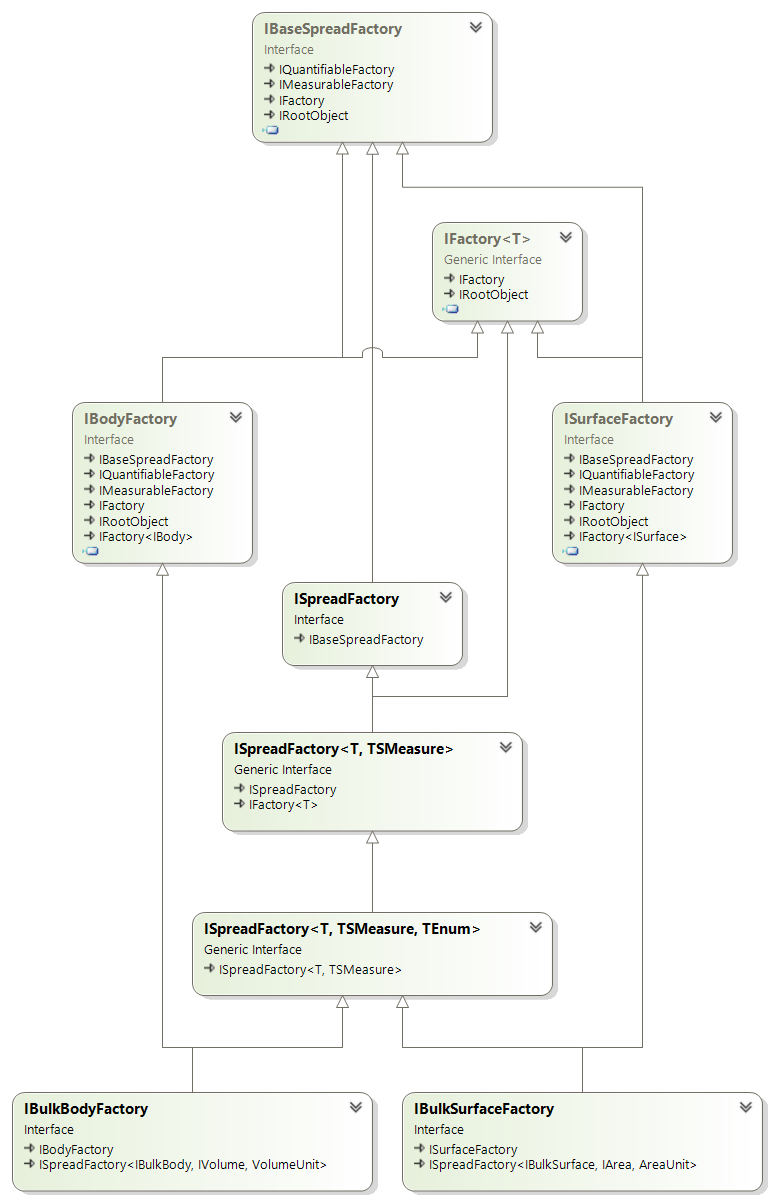 IBaseSpreadFactory
Interface
IQuantifiableFactory
IMeasurableFactory
IFactory
IRootObject
IFactory<T>
Generic Interface
IFactory
IRootObject
IBodyFactory
Interface
IBaseSpreadFactory
IQuantifiableFactory
IMeasurableFactory
IFactory
IRootObject
IFactory<IBody>
ISurfaceFactory
Interface
IBaseSpreadFactory
IQuantifiableFactory
IMeasurableFactory
IFactory
IRootObject
IFactory<ISurface>
ISpreadFactory
Interface
IBaseSpreadFactory
ISpreadFactory<T, TSMeasure>
Generic Interface
ISpreadFactory
IFactory<T>
ISpreadFactory<T, TSMeasure, TEnum>
Generic Interface
ISpreadFactory<T, TSMeasure>
IBulkBodyFactory
Interface
IBodyFactory
ISpreadFactory<IBulkBody, IVolume, VolumeUnit>
IBulkSurfaceFactory
Interface
ISurfaceFactory
ISpreadFactory<IBulkSurface, IArea, AreaUnit>